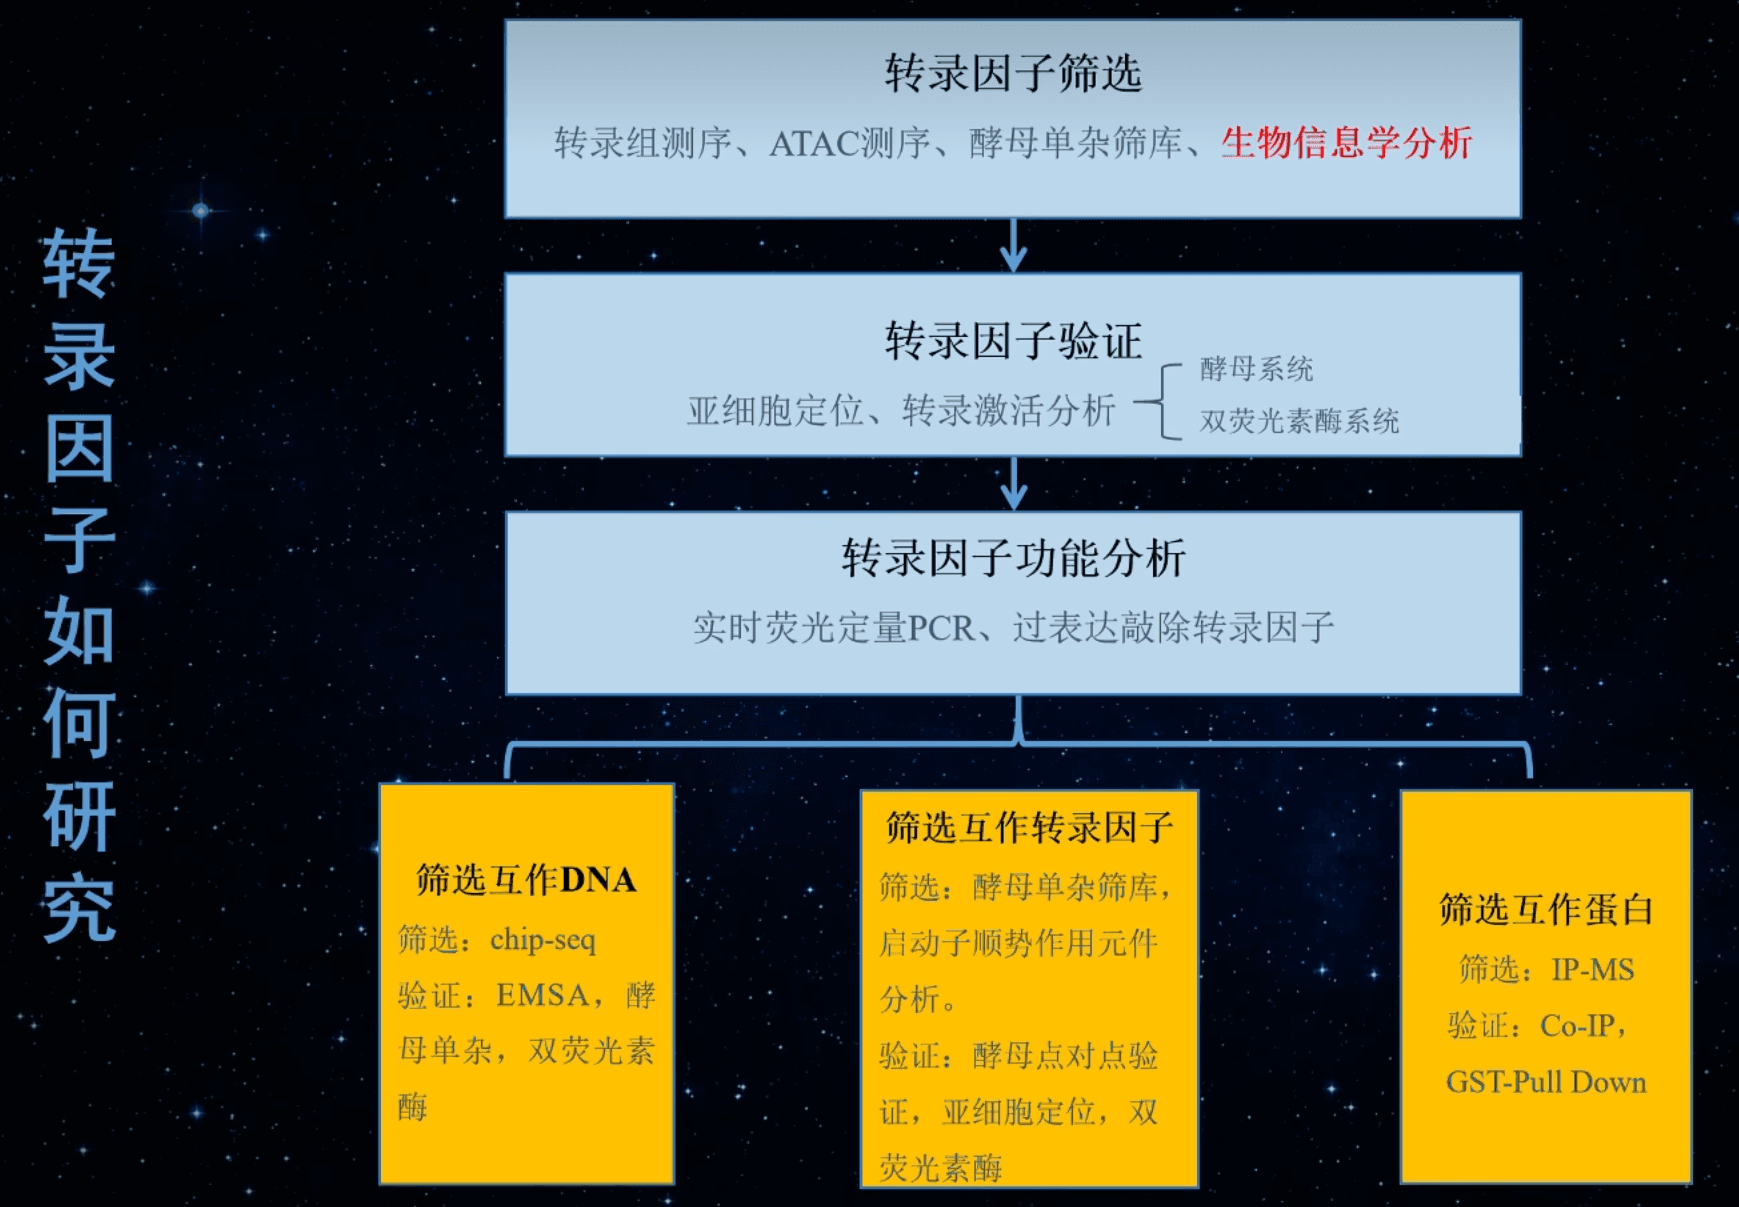 转录因子如何研究
转录因子筛选
转录组测序、ATAC测序、酵母单杂筛库、生物信息学分析
转录因子验证
亚细胞定位、转录激活分析
酵母系统
双荧光素酶系统
转录因子功能分析
实时荧光定量PCR、过表达敲除转录因子
筛选互作DNA
筛选：chip-seq
验证：EMSA，酵
母单杂，双荧光素
酶
筛选互作转录因子
筛选：酵母单杂筛库，
启动子顺势作用元件
分析。
验证：酵母点对点验
证，亚细胞定位，双
荧光素酶
筛选互作蛋白
筛选：IP-MS
验证：Co-IP，
GST-Pull Down